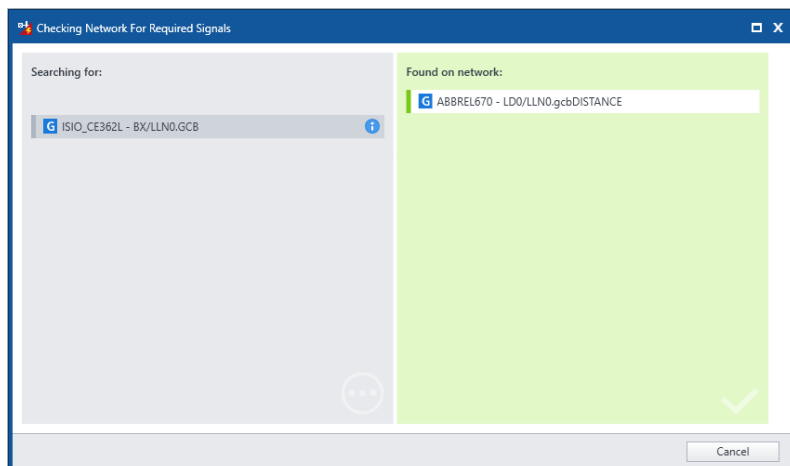 Checking Network For Required Signals
Searching for:
Found on network:
G ABBREL670 - LD0/LLN0.gcbDISTANCE
G ISIO_CE362L - BX/LLN0.GCB
Cancel